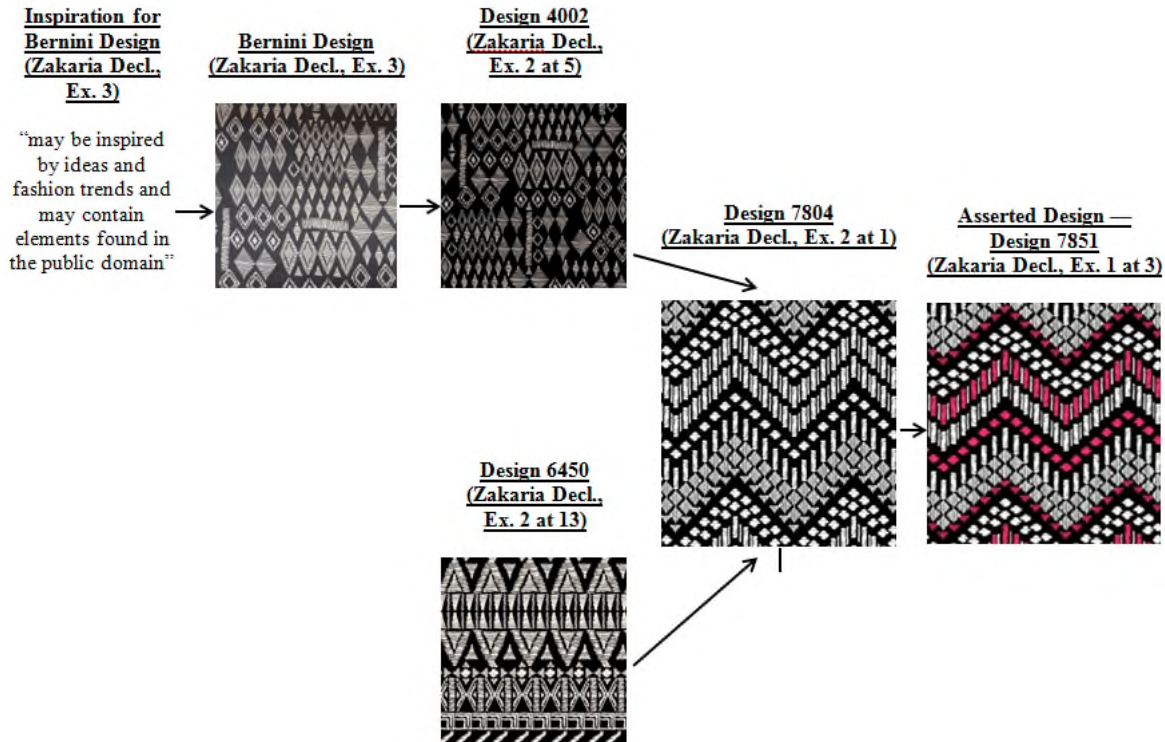 Inspiration for
Bernini Design
(Zakaria Decl.,
Ex. 3)
“may be inspired
by ideas and
fashion trends and
may contain
elements found in
the public domain”
Bernini Design
(Zakaria Decl., Ex. 3)
Design 4002
(Zakaria Decl.,
Ex. 2 at 5)
Design 6450
(Zakaria Decl.,
Ex. 2 at 13)
Design 7804
(Zakaria Decl., Ex. 2 at 1)
Asserted Design —
Design 7851
(Zakaria Decl., Ex. 1 at 3)